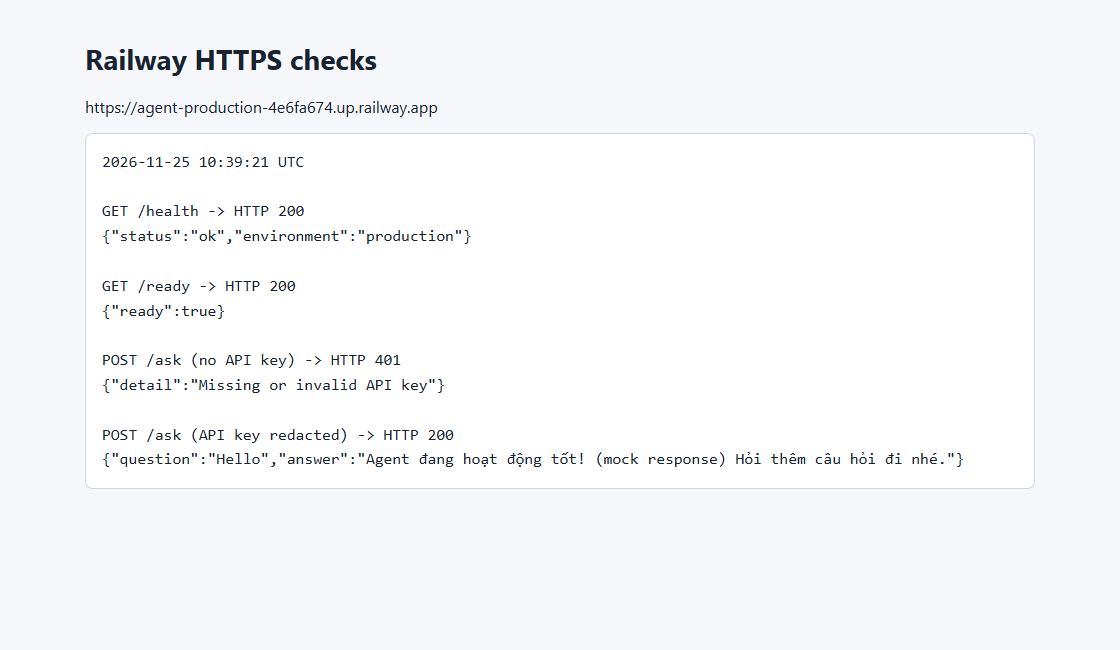 Railway HTTPS checks
https://agent-production-4e6fa674.up.railway.app
2026-11-25 10:39:21 UTC
GET /health -> HTTP 200
{"status":"ok","environment":"production"}
GET /ready -> HTTP 200
{"ready":true}
POST /ask (no API key) -> HTTP 401
{"detail":"Missing or invalid API key"}
POST /ask (API key redacted) -> HTTP 200
{"question":"Hello","answer":"Agent đang hoạt động tốt! (mock response) Hỏi thêm câu hỏi đi nhé."}